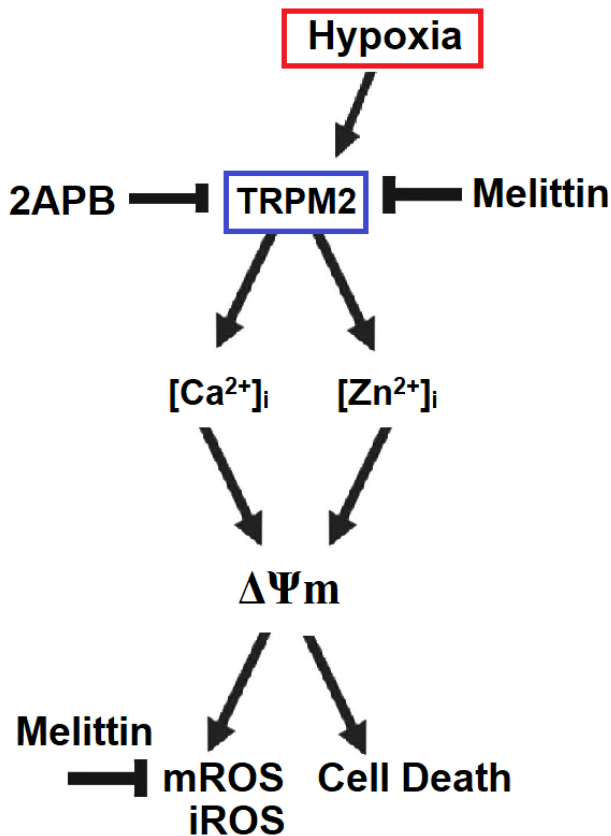 Hypoxia
2APB TRPM2 Melittin
[Ca²⁺]ᵢ [Zn²⁺]ᵢ
ΔΨm
Melittin
mROS Cell Death
iROS